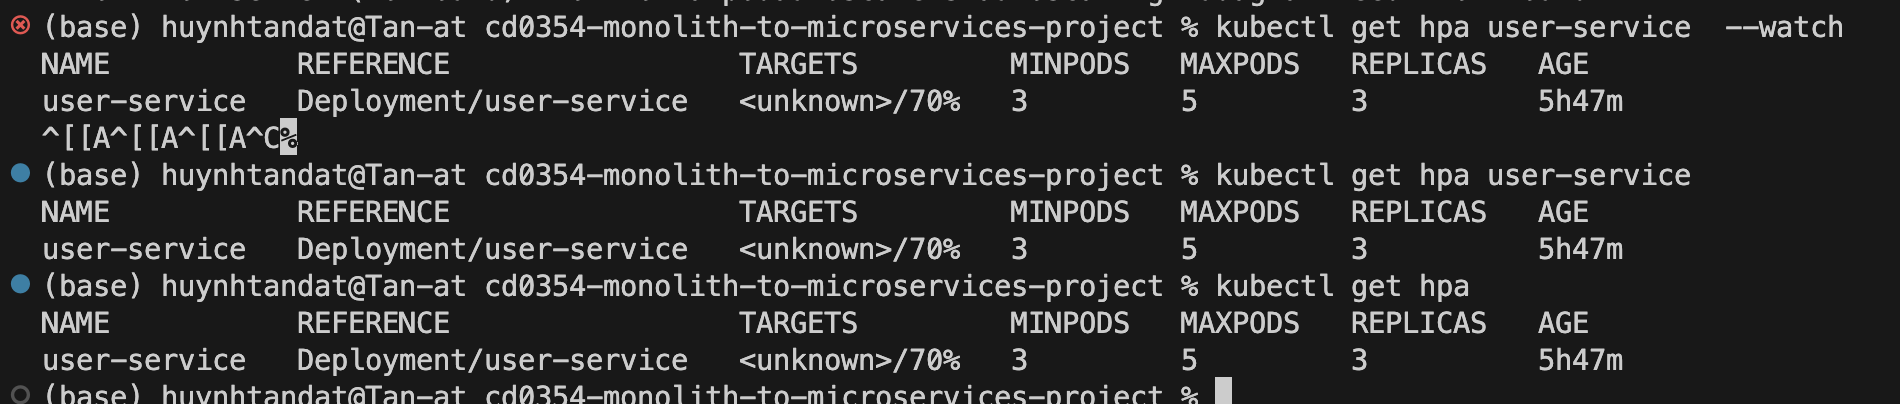 (base) huynhtandat@Tan-at cd0354-monolith-to-microservices-project % kubectl get hpa user-service  --watch
NAME           REFERENCE                 TARGETS         MINPODS   MAXPODS   REPLICAS   AGE
user-service   Deployment/user-service   <unknown>/70%   3         5         3          5h47m
^[[A^[[A^[[A^C%
(base) huynhtandat@Tan-at cd0354-monolith-to-microservices-project % kubectl get hpa user-service
NAME           REFERENCE                 TARGETS         MINPODS   MAXPODS   REPLICAS   AGE
user-service   Deployment/user-service   <unknown>/70%   3         5         3          5h47m
(base) huynhtandat@Tan-at cd0354-monolith-to-microservices-project % kubectl get hpa
NAME           REFERENCE                 TARGETS         MINPODS   MAXPODS   REPLICAS   AGE
user-service   Deployment/user-service   <unknown>/70%   3         5         3          5h47m
(base) huynhtandat@Tan-at cd0354-monolith-to-microservices-project %